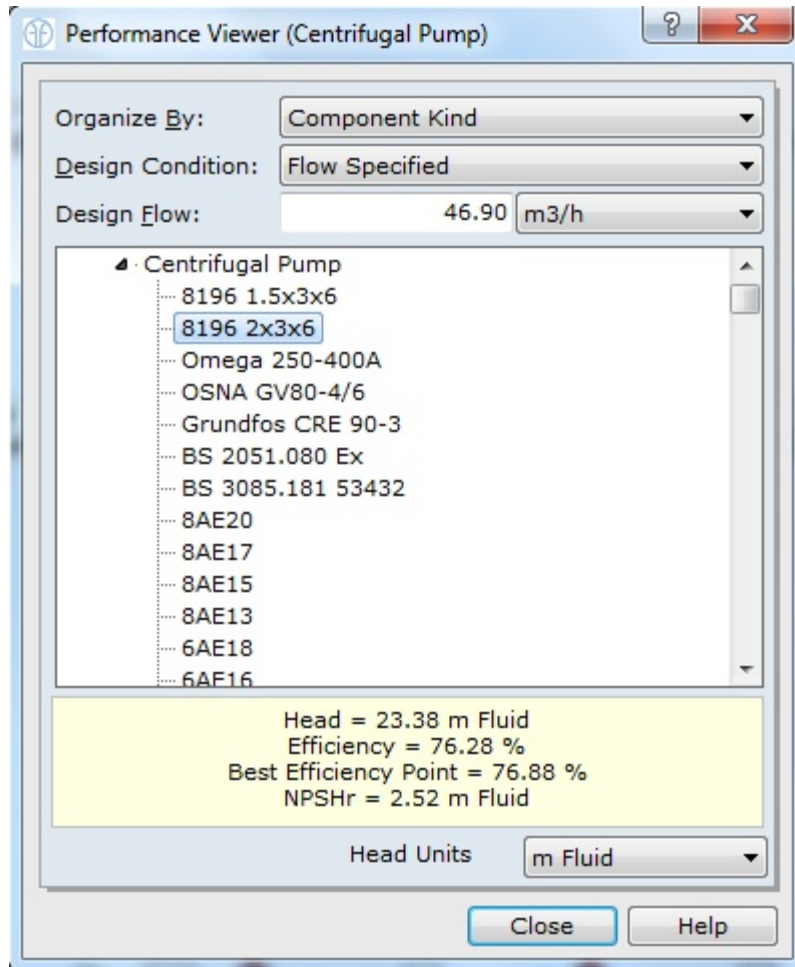 Performance Viewer (Centrifugal Pump)
Organize By: Component Kind
Design Condition: Flow Specified
Design Flow: 46.90 m3/h
Centrifugal Pump
8196 1.5x3x6
8196 2x3x6
Omega 250-400A
OSNA GV80-4/6
Grundfos CRE 90-3
BS 2051.080 Ex
BS 3085.181 53432
8AE20
8AE17
8AE15
8AE13
6AE18
6AE16
Head = 23.38 m Fluid
Efficiency = 76.28 %
Best Efficiency Point = 76.88 %
NPSHr = 2.52 m Fluid
Head Units m Fluid
Close Help